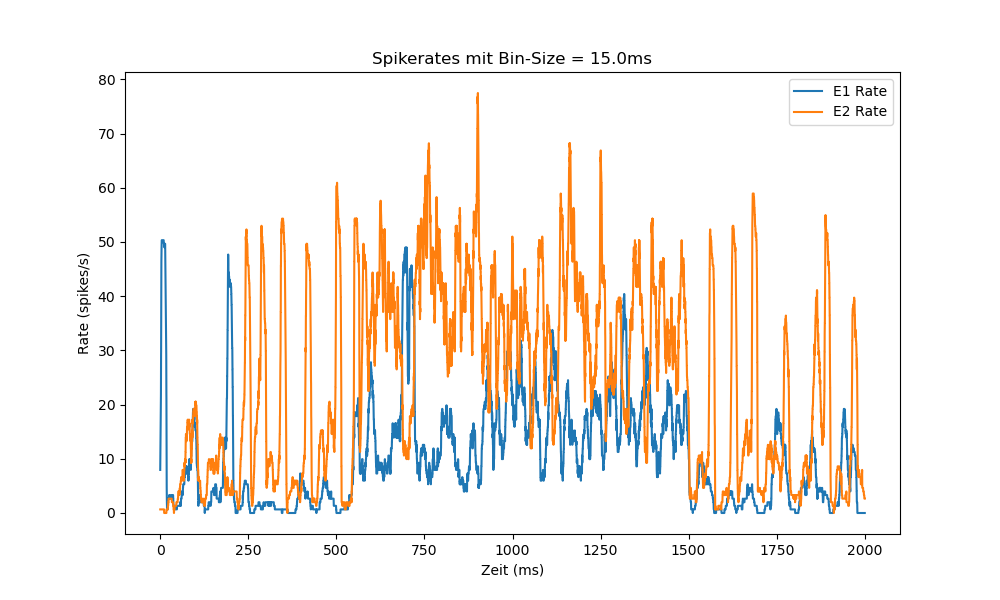 Spikerates mit Bin-Size = 15.0ms
E1 Rate
E2 Rate
80
70
60
50
40
30
20
10
0
Rate (spikes/s)
0 250 500 750 1000 1250 1500 1750 2000
Zeit (ms)